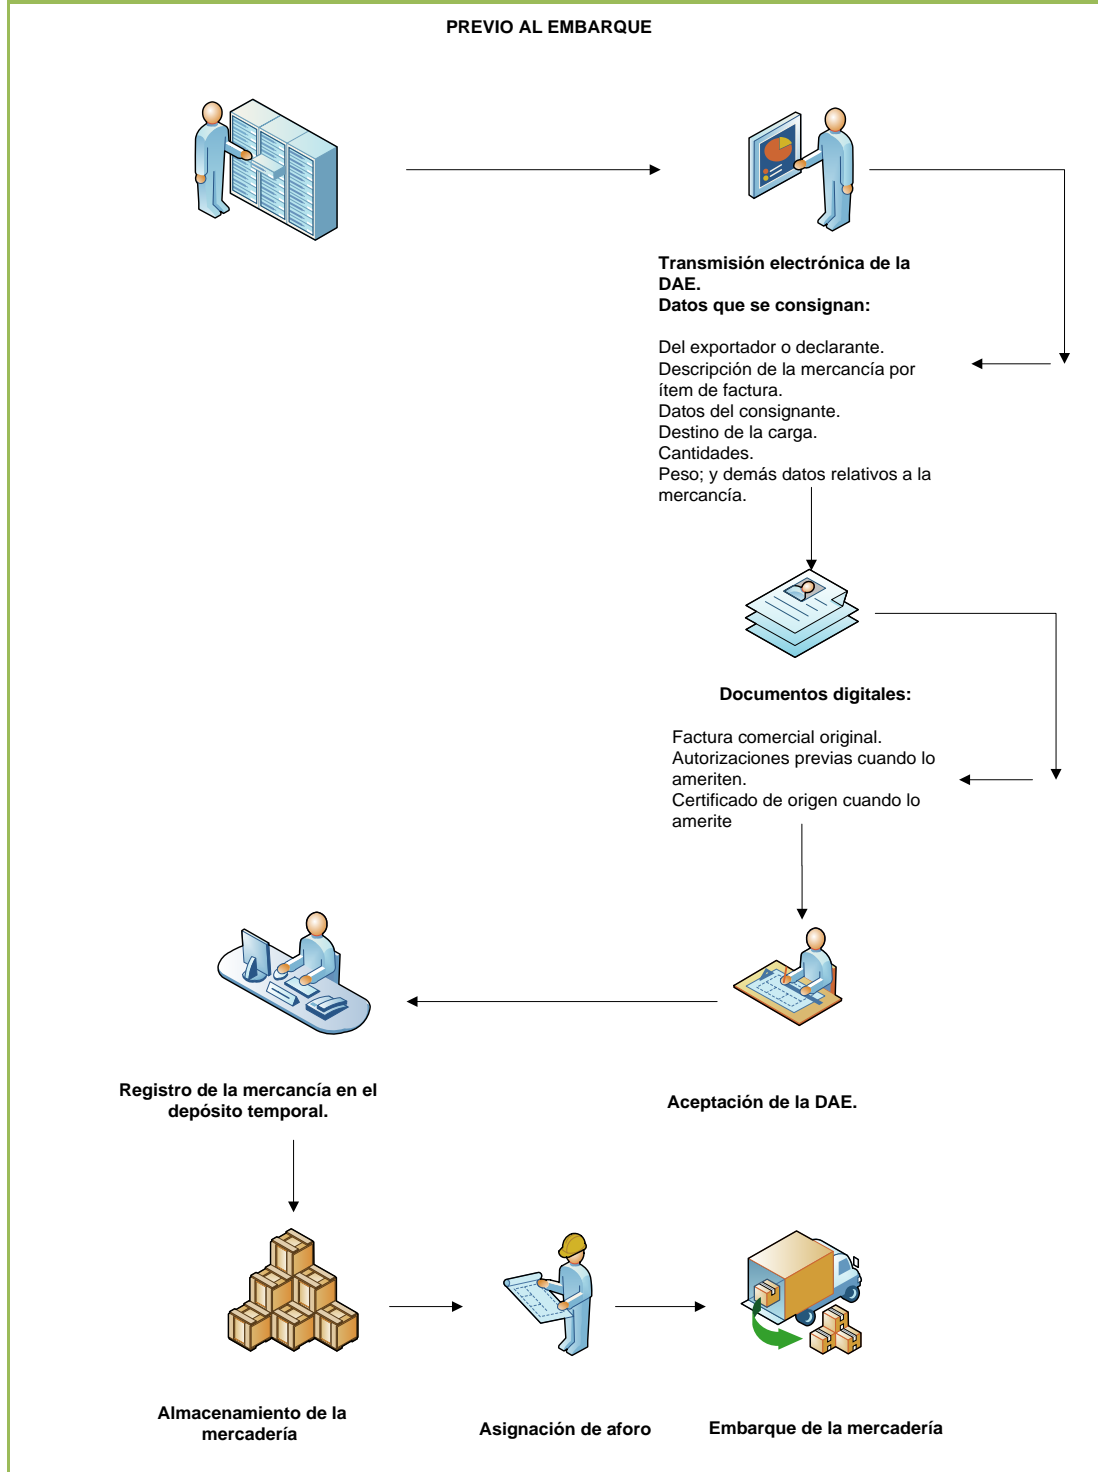 PREVIO AL EMBARQUE
Transmisión electrónica de la
DAE.
Datos que se consignan:
Del exportador o declarante.
Descripción de la mercancía por
ítem de factura.
Datos del consignante.
Destino de la carga.
Cantidades.
Peso; y demás datos relativos a la
mercancía.
Documentos digitales:
Factura comercial original.
Autorizaciones previas cuando lo
ameriten.
Certificado de origen cuando lo
amerite
Registro de la mercancía en el
depósito temporal.
Aceptación de la DAE.
Almacenamiento de la
mercadería
Asignación de aforo
Embarque de la mercadería